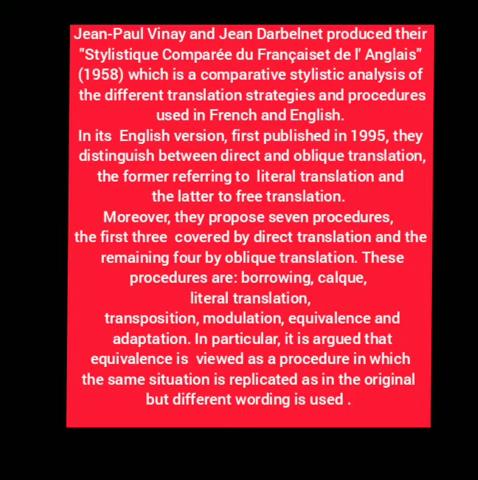 Jean-Paul Vinay and Jean Darbelnet produced their
"Stylistique Comparée du Françaiset de l' Anglais"
(1958) which is a comparative stylistic analysis of
the different translation strategies and procedures
used in French and English.
In its English version, first published in 1995, they
distinguish between direct and oblique translation,
the former referring to literal translation and
the latter to free translation.
Moreover, they propose seven procedures,
the first three covered by direct translation and the
remaining four by oblique translation. These
procedures are: borrowing, calque,
literal translation,
transposition, modulation, equivalence and
adaptation. In particular, it is argued that
equivalence is viewed as a procedure in which
the same situation is replicated as in the original
but different wording is used .